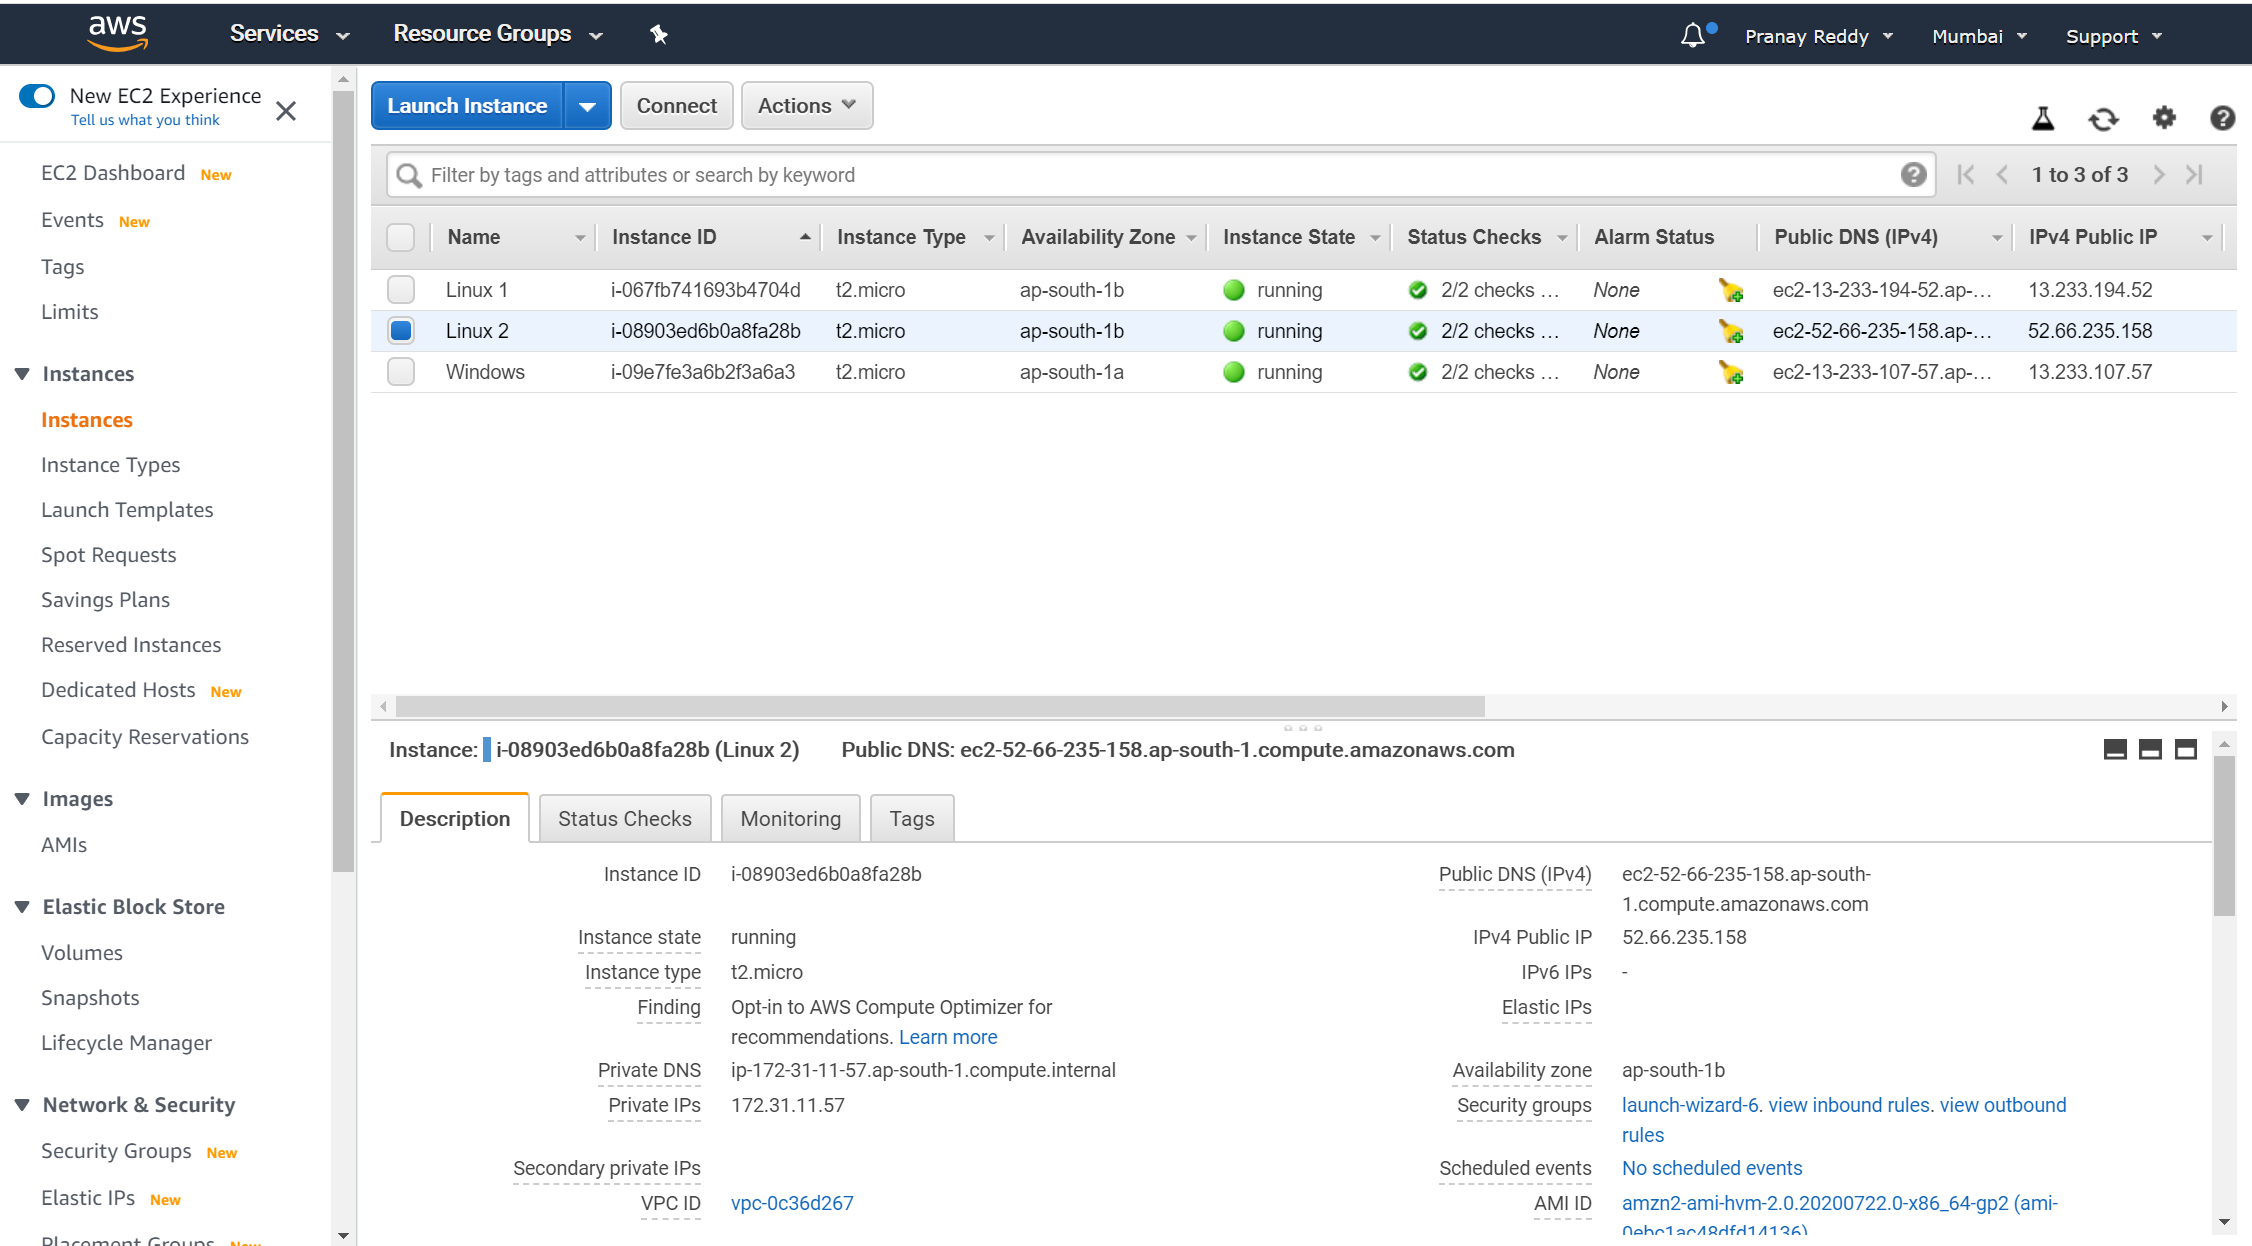 aws Services Resource Groups Pranay Reddy Mumbai Support
New EC2 Experience
Tell us what you think
EC2 Dashboard New
Events New
Tags
Limits
Instances
Instances
Instance Types
Launch Templates
Spot Requests
Savings Plans
Reserved Instances
Dedicated Hosts New
Capacity Reservations
Images
AMIs
Elastic Block Store
Volumes
Snapshots
Lifecycle Manager
Network & Security
Security Groups New
Elastic IPs New
Placement Groups New
Launch Instance Connect Actions
Filter by tags and attributes or search by keyword 1 to 3 of 3
Name Instance ID Instance Type Availability Zone Instance State Status Checks Alarm Status Public DNS (IPv4) IPv4 Public IP
Linux 1 i-067fb741693b4704d t2.micro ap-south-1b running 2/2 checks ... None ec2-13-233-194-52.ap-... 13.233.194.52
Linux 2 i-08903ed6b0a8fa28b t2.micro ap-south-1b running 2/2 checks ... None ec2-52-66-235-158.ap-... 52.66.235.158
Windows i-09e7fe3a6b2f3a6a3 t2.micro ap-south-1a running 2/2 checks ... None ec2-13-233-107-57.ap-... 13.233.107.57
Instance: i-08903ed6b0a8fa28b (Linux 2) Public DNS: ec2-52-66-235-158.ap-south-1.compute.amazonaws.com
Description Status Checks Monitoring Tags
Instance ID i-08903ed6b0a8fa28b
Instance state running
Instance type t2.micro
Finding Opt-in to AWS Compute Optimizer for
recommendations. Learn more
Private DNS ip-172-31-11-57.ap-south-1.compute.internal
Private IPs 172.31.11.57
Secondary private IPs
VPC ID vpc-0c36d267
Public DNS (IPv4) ec2-52-66-235-158.ap-south-
1.compute.amazonaws.com
IPv4 Public IP 52.66.235.158
IPv6 IPs -
Elastic IPs
Availability zone ap-south-1b
Security groups launch-wizard-6. view inbound rules. view outbound
rules
Scheduled events No scheduled events
AMI ID amzn2-ami-hvm-2.0.20200722.0-x86_64-gp2 (ami-
0ebc1ac48dfd14136)